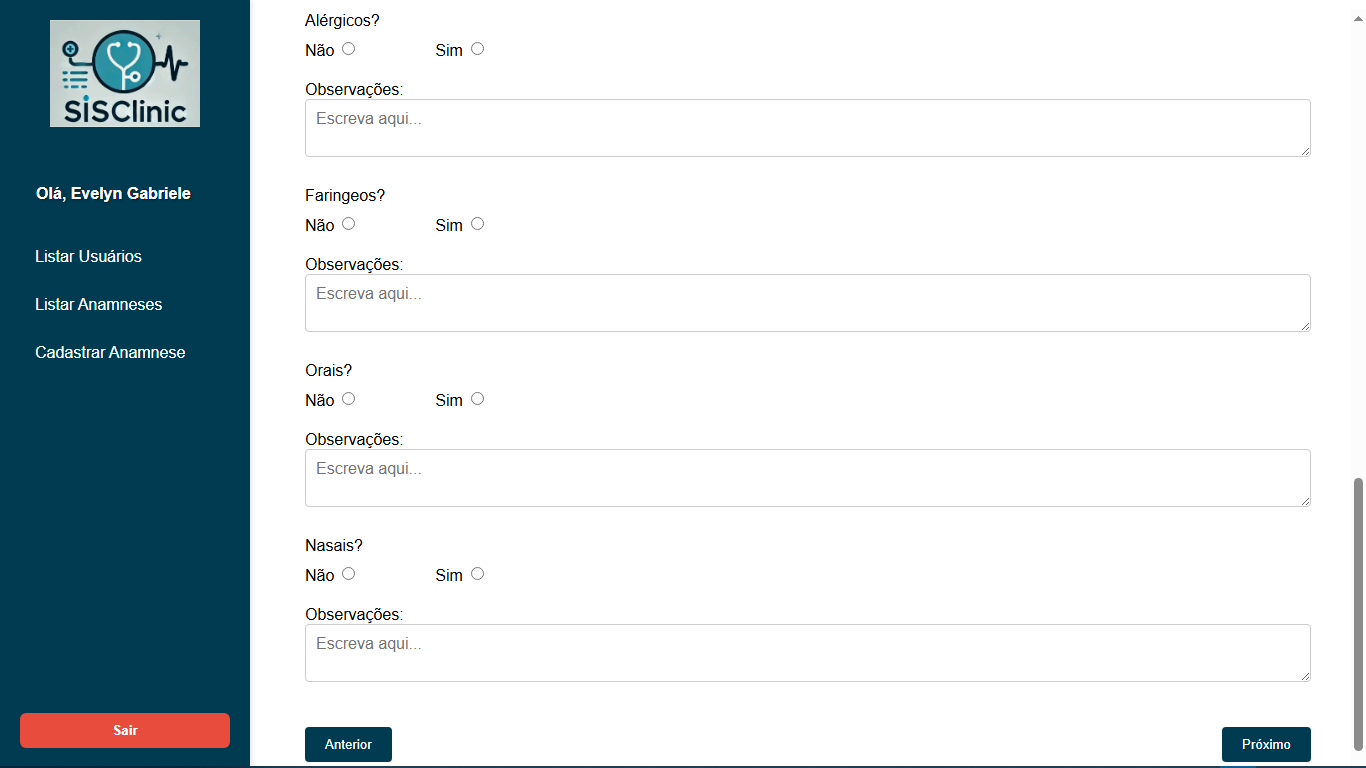 SiSClinic
Olá, Evelyn Gabriele
Listar Usuários
Listar Anamneses
Cadastrar Anamnese
Sair
Alérgicos?
Não Sim
Observações:
Escreva aqui...
Faringeos?
Não Sim
Observações:
Escreva aqui...
Orais?
Não Sim
Observações:
Escreva aqui...
Nasais?
Não Sim
Observações:
Escreva aqui...
Anterior Próximo